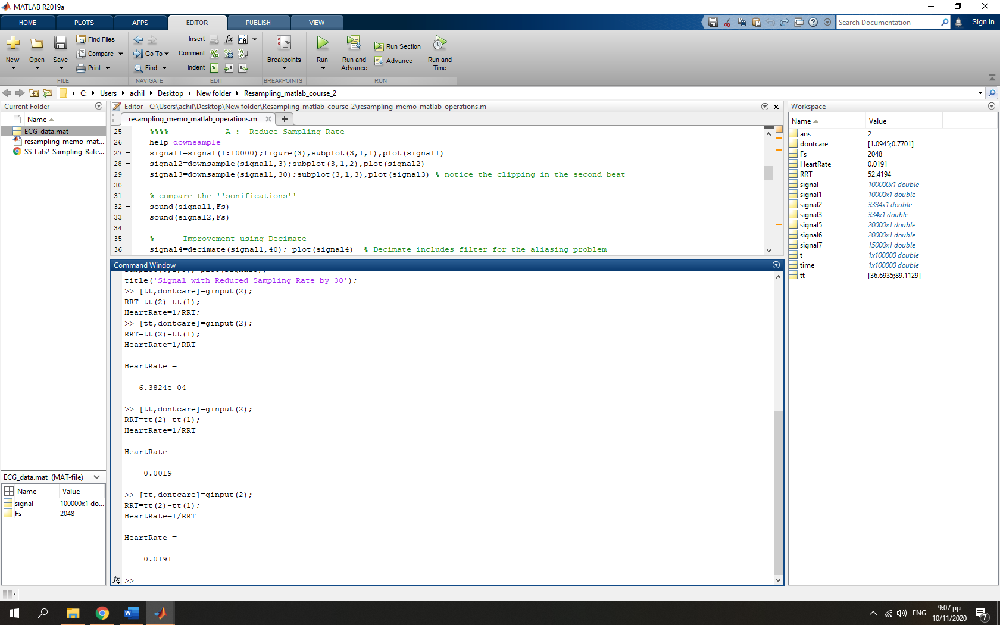 MATLAB R2019a
HOME PLOTS APPS EDITOR PUBLISH VIEW
Search Documentation Sign In
New Open Save Find Files Compare Print
Go To Find
Insert fx
Comment
Indent
Breakpoints
Run Run and Advance Run Section Advance Run and Time
FILE NAVIGATE EDIT BREAKPOINTS RUN
C: Users achil Desktop New folder Resampling_matlab_course_2
Current Folder
Name
ECG_data.mat
resampling_memo_mat...
SS_Lab2_Sampling_Rate...
ECG_data.mat (MAT-file)
Name Value
signal 100000x1 do...
Fs 2048
Editor - C:\Users\achil\Desktop\New folder\Resampling_matlab_course_2\resampling_memo_matlab_operations.m
resampling_memo_matlab_operations.m
25 %%%%__________ A : Reduce Sampling Rate
26 help downsample
27 signal1=signal(1:10000);figure(3),subplot(3,1,1),plot(signal1)
28 signal2=downsample(signal1,3);subplot(3,1,2),plot(signal2)
29 signal3=downsample(signal1,30);subplot(3,1,3),plot(signal3) % notice the clipping in the second beat
30
31 % compare the ''sonifications''
32 sound(signal1,Fs)
33 sound(signal2,Fs)
34
35 %_____ Improvement using Decimate
36 signal4=decimate(signal1,40); plot(signal4) % Decimate includes filter for the aliasing problem
Command Window
title('Signal with Reduced Sampling Rate by 30');
>> [tt,dontcare]=ginput(2);
RRT=tt(2)-tt(1);
HeartRate=1/RRT;
>> [tt,dontcare]=ginput(2);
RRT=tt(2)-tt(1);
HeartRate=1/RRT
HeartRate =
6.3824e-04
>> [tt,dontcare]=ginput(2);
RRT=tt(2)-tt(1);
HeartRate=1/RRT
HeartRate =
0.0019
>> [tt,dontcare]=ginput(2);
RRT=tt(2)-tt(1);
HeartRate=1/RRT
HeartRate =
0.0191
fx >>
Workspace
Name Value
ans 2
dontcare [1.0945;0.7701]
Fs 2048
HeartRate 0.0191
RRT 52.4194
signal 100000x1 double
signal1 10000x1 double
signal2 3334x1 double
signal3 334x1 double
signal5 20000x1 double
signal6 20000x1 double
signal7 15000x1 double
t 1x100000 double
time 1x100000 double
tt [36.6935;89.1129]
ENG
9:07 μμ
10/11/2020
7